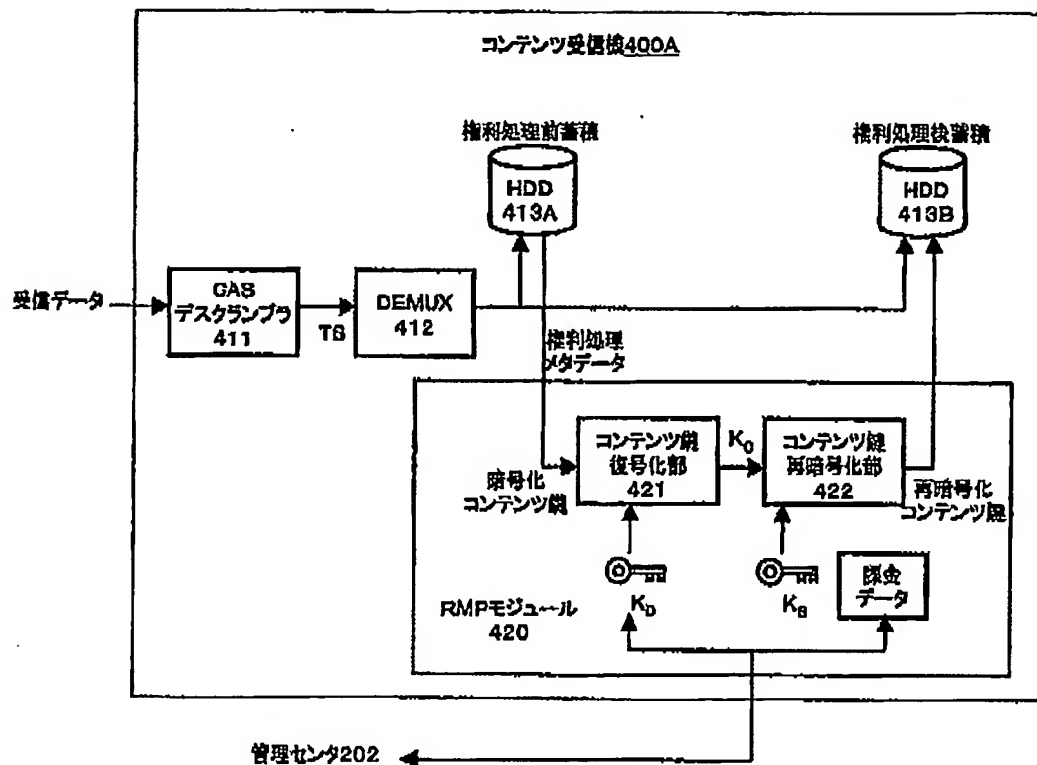 コンテンツ受信機400A
権利処理前蓄積
HDD
413A
権利処理後蓄積
HDD
413B
受信データ
CAS
デスクランブラ
411
TS
DEMUX
412
権利処理
メタデータ
暗号化
コンテンツ鍵
コンテンツ鍵
復号化部
421
K₀
コンテンツ鍵
再暗号化部
422
再暗号化
コンテンツ鍵
K_D
K_S
課金
データ
RMPモジュール
420
管理センタ202